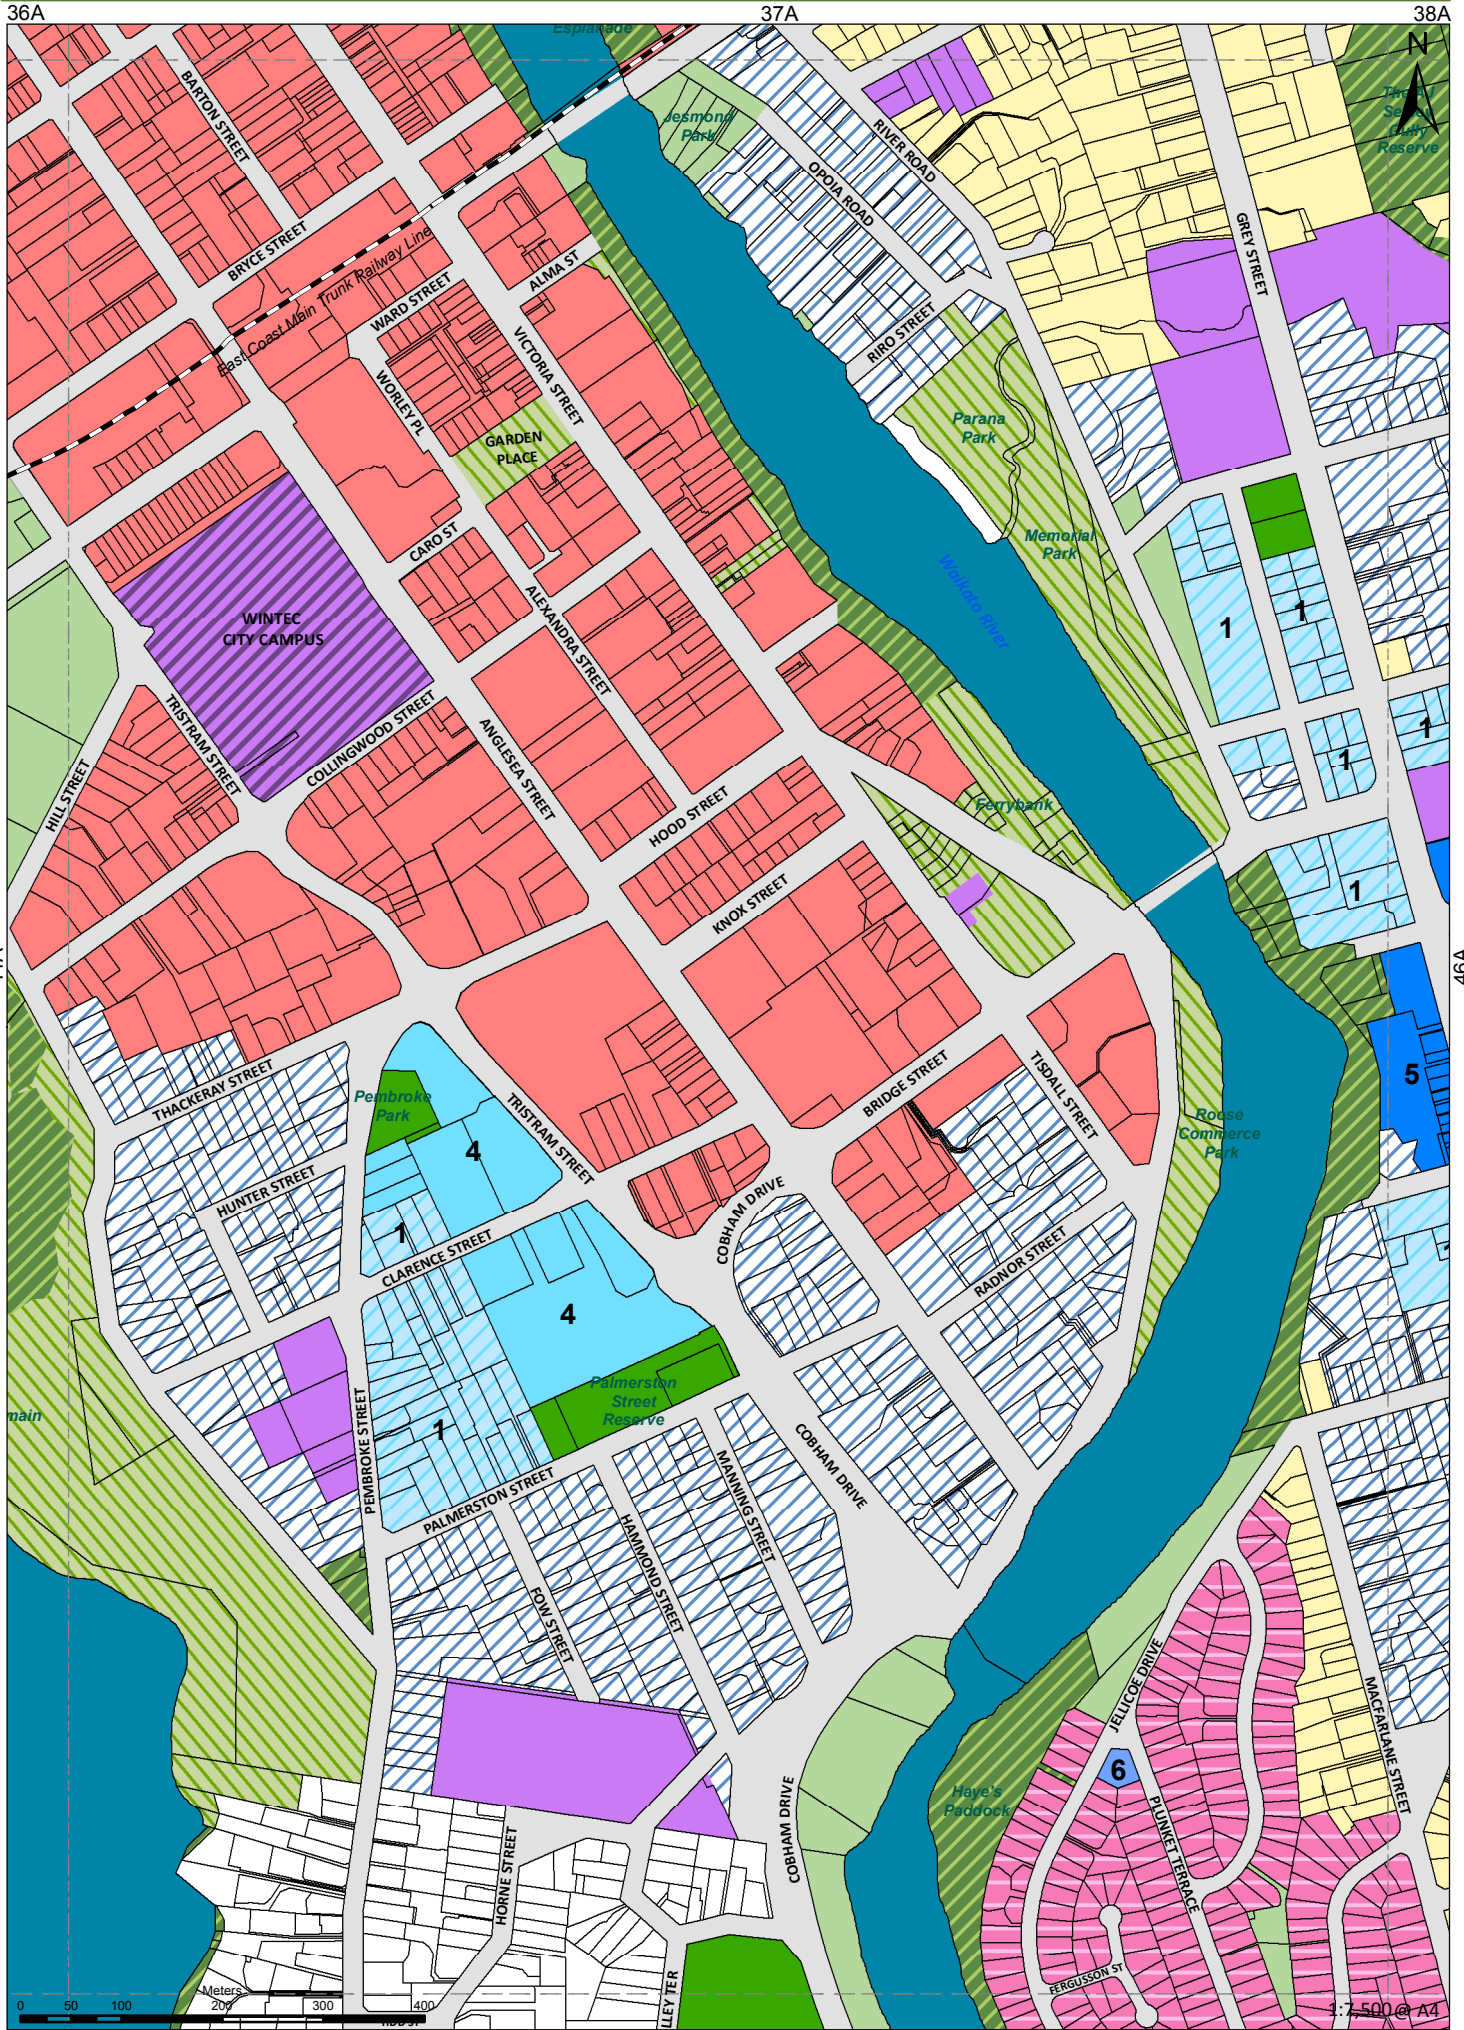 36A
37A
38A
Esplanade
N
BARTON STREET
Jesmond
Park
RIVER ROAD
OPOIA ROAD
Gully
Reserve
GREY STREET
BRYCE STREET
East Coast Main Trunk Railway Line
ALMA ST
WARD STREET
VICTORIA STREET
RIRO STREET
WORLEY PL
GARDEN
PLACE
Parana
Park
CARO ST
Memorial
Park
Waikato River
WINTEC
CITY CAMPUS
ALEXANDRA STREET
1
1
TRISTRAM STREET
COLLINGWOOD STREET
ANGLESEA STREET
1
1
HILL STREET
HOOD STREET
Ferrybank
KNOX STREET
1
46A
THACKERAY STREET
Pembroke
Park
TRISTRAM STREET
BRIDGE STREET
TISDALL STREET
5
Roose
Commerce
Park
4
HUNTER STREET
COBHAM DRIVE
1
CLARENCE STREET
RADNOR STREET
4
Palmerston
Street
Reserve
main
PEMBROKE STREET
1
COBHAM DRIVE
PALMERSTON STREET
MANNING STREET
HAMMOND STREET
FOW STREET
JELLICOE DRIVE
MACFARLANE STREET
6
Haye's
Paddock
PLUNKET TERRACE
COBHAM DRIVE
HORNE STREET
FERGUSSON ST
LLEY TER
Meters
0 50 100 200 300 400
1:7,500 @ A4